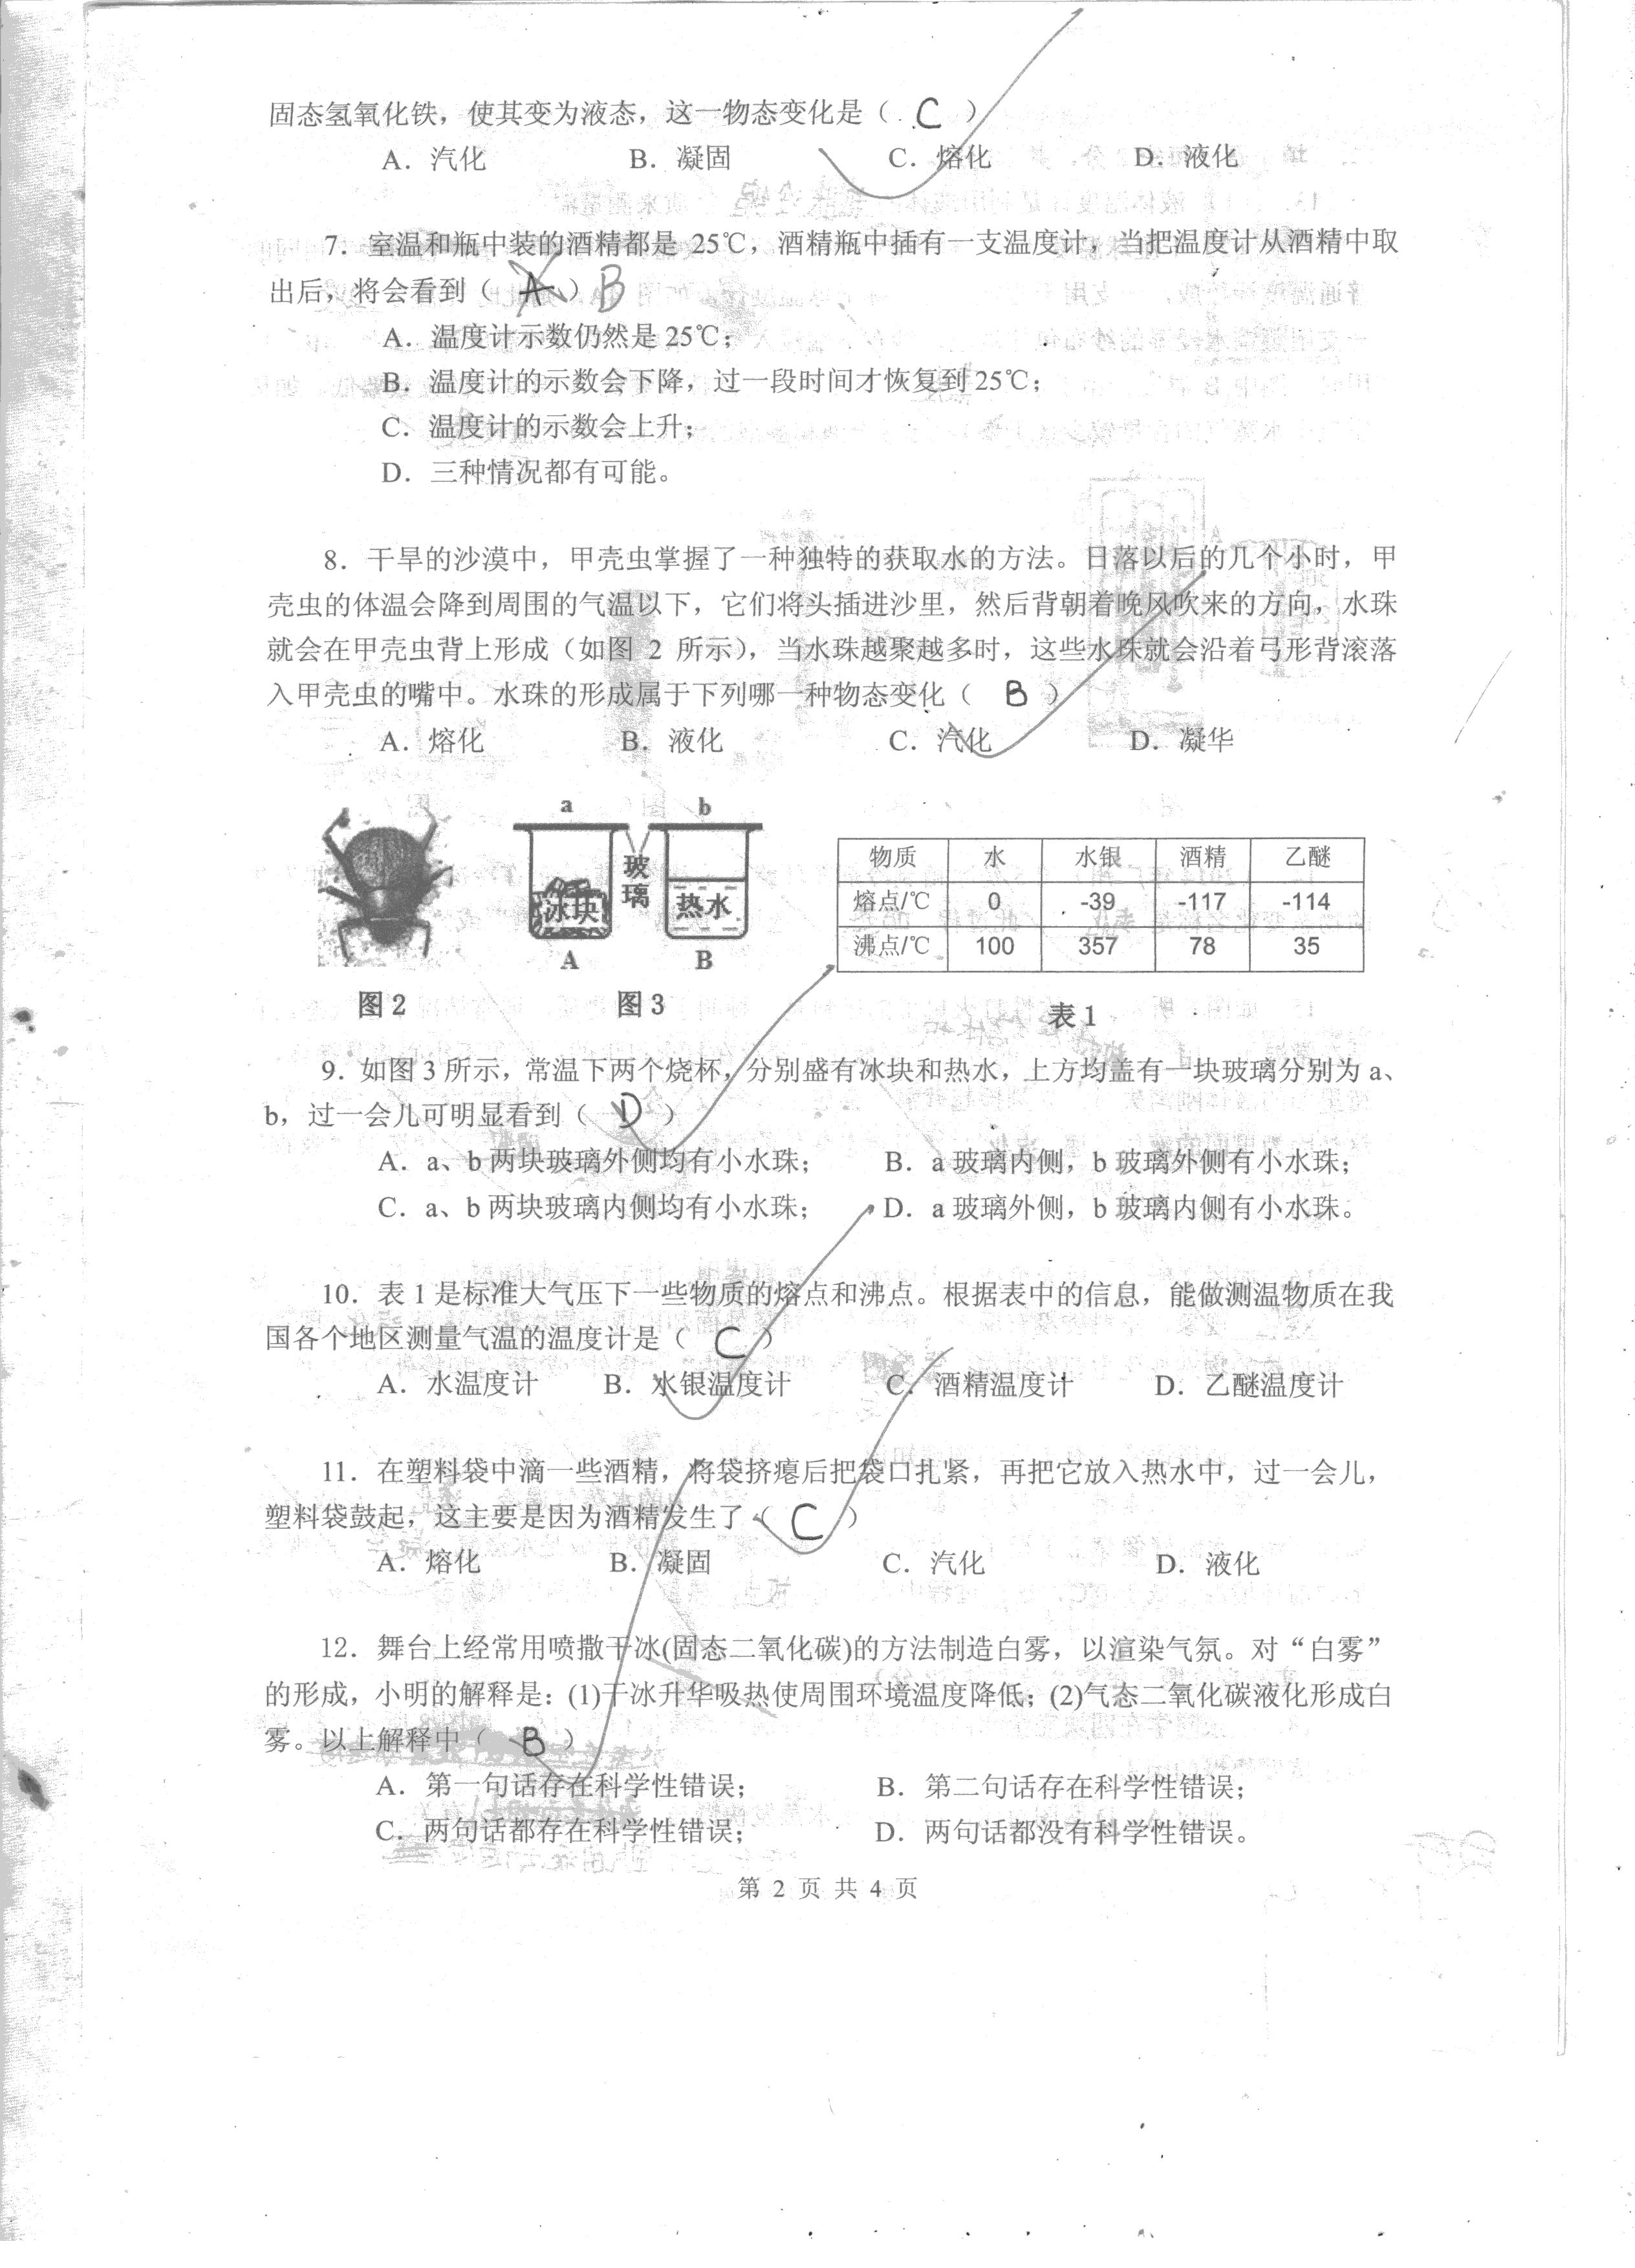 固态氢氧化铁，使其变为液态，这一物态变化是（ C ）
A．汽化 B．凝固 C．熔化 D．液化
7．室温和瓶中装的酒精都是 25℃，酒精瓶中插有一支温度计，当把温度计从酒精中取
出后，将会看到（ A ）B
A．温度计示数仍然是 25℃；
B．温度计的示数会下降，过一段时间才恢复到 25℃；
C．温度计的示数会上升；
D．三种情况都有可能。
8．干旱的沙漠中，甲壳虫掌握了一种独特的获取水的方法。日落以后的几个小时，甲
壳虫的体温会降到周围的气温以下，它们将头插进沙里，然后背朝着晚风吹来的方向，水珠
就会在甲壳虫背上形成（如图 2 所示），当水珠越聚越多时，这些水珠就会沿着弓形背滚落
入甲壳虫的嘴中。水珠的形成属于下列哪一种物态变化（ B ）
A．熔化 B．液化 C．汽化 D．凝华
a b
玻璃
冰块 热水
A B
图 2 图 3
物质 水 水银 酒精 乙醚
熔点/℃ 0 -39 -117 -114
沸点/℃ 100 357 78 35
表 1
9．如图 3 所示，常温下两个烧杯，分别盛有冰块和热水，上方均盖有一块玻璃分别为 a、
b，过一会儿可明显看到（ D ）
A．a、b 两块玻璃外侧均有小水珠； B．a 玻璃内侧，b 玻璃外侧有小水珠；
C．a、b 两块玻璃内侧均有小水珠； D．a 玻璃外侧，b 玻璃内侧有小水珠。
10．表 1 是标准大气压下一些物质的熔点和沸点。根据表中的信息，能做测温物质在我
国各个地区测量气温的温度计是（ C ）
A．水温度计 B．水银温度计 C．酒精温度计 D．乙醚温度计
11．在塑料袋中滴一些酒精，将袋挤瘪后把袋口扎紧，再把它放入热水中，过一会儿，
塑料袋鼓起，这主要是因为酒精发生了（ C ）
A．熔化 B．凝固 C．汽化 D．液化
12．舞台上经常用喷撒干冰(固态二氧化碳)的方法制造白雾，以渲染气氛。对“白雾”
的形成，小明的解释是：(1)干冰升华吸热使周围环境温度降低；(2)气态二氧化碳液化形成白
雾。以上解释中（ B ）
A．第一句话存在科学性错误； B．第二句话存在科学性错误；
C．两句话都存在科学性错误； D．两句话都没有科学性错误。
第 2 页 共 4 页